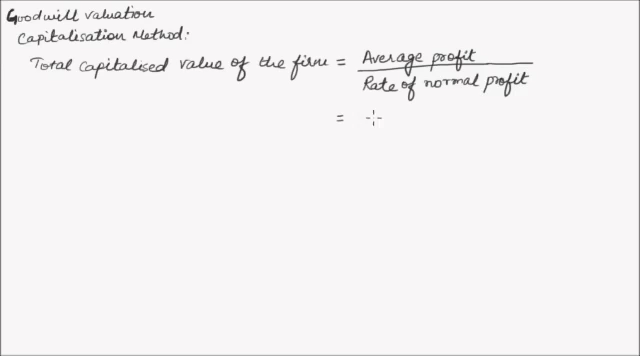 Goodwill valuation
Capitalisation Method:
Total capitalised value of the firm = Average profit
Rate of normal profit
=